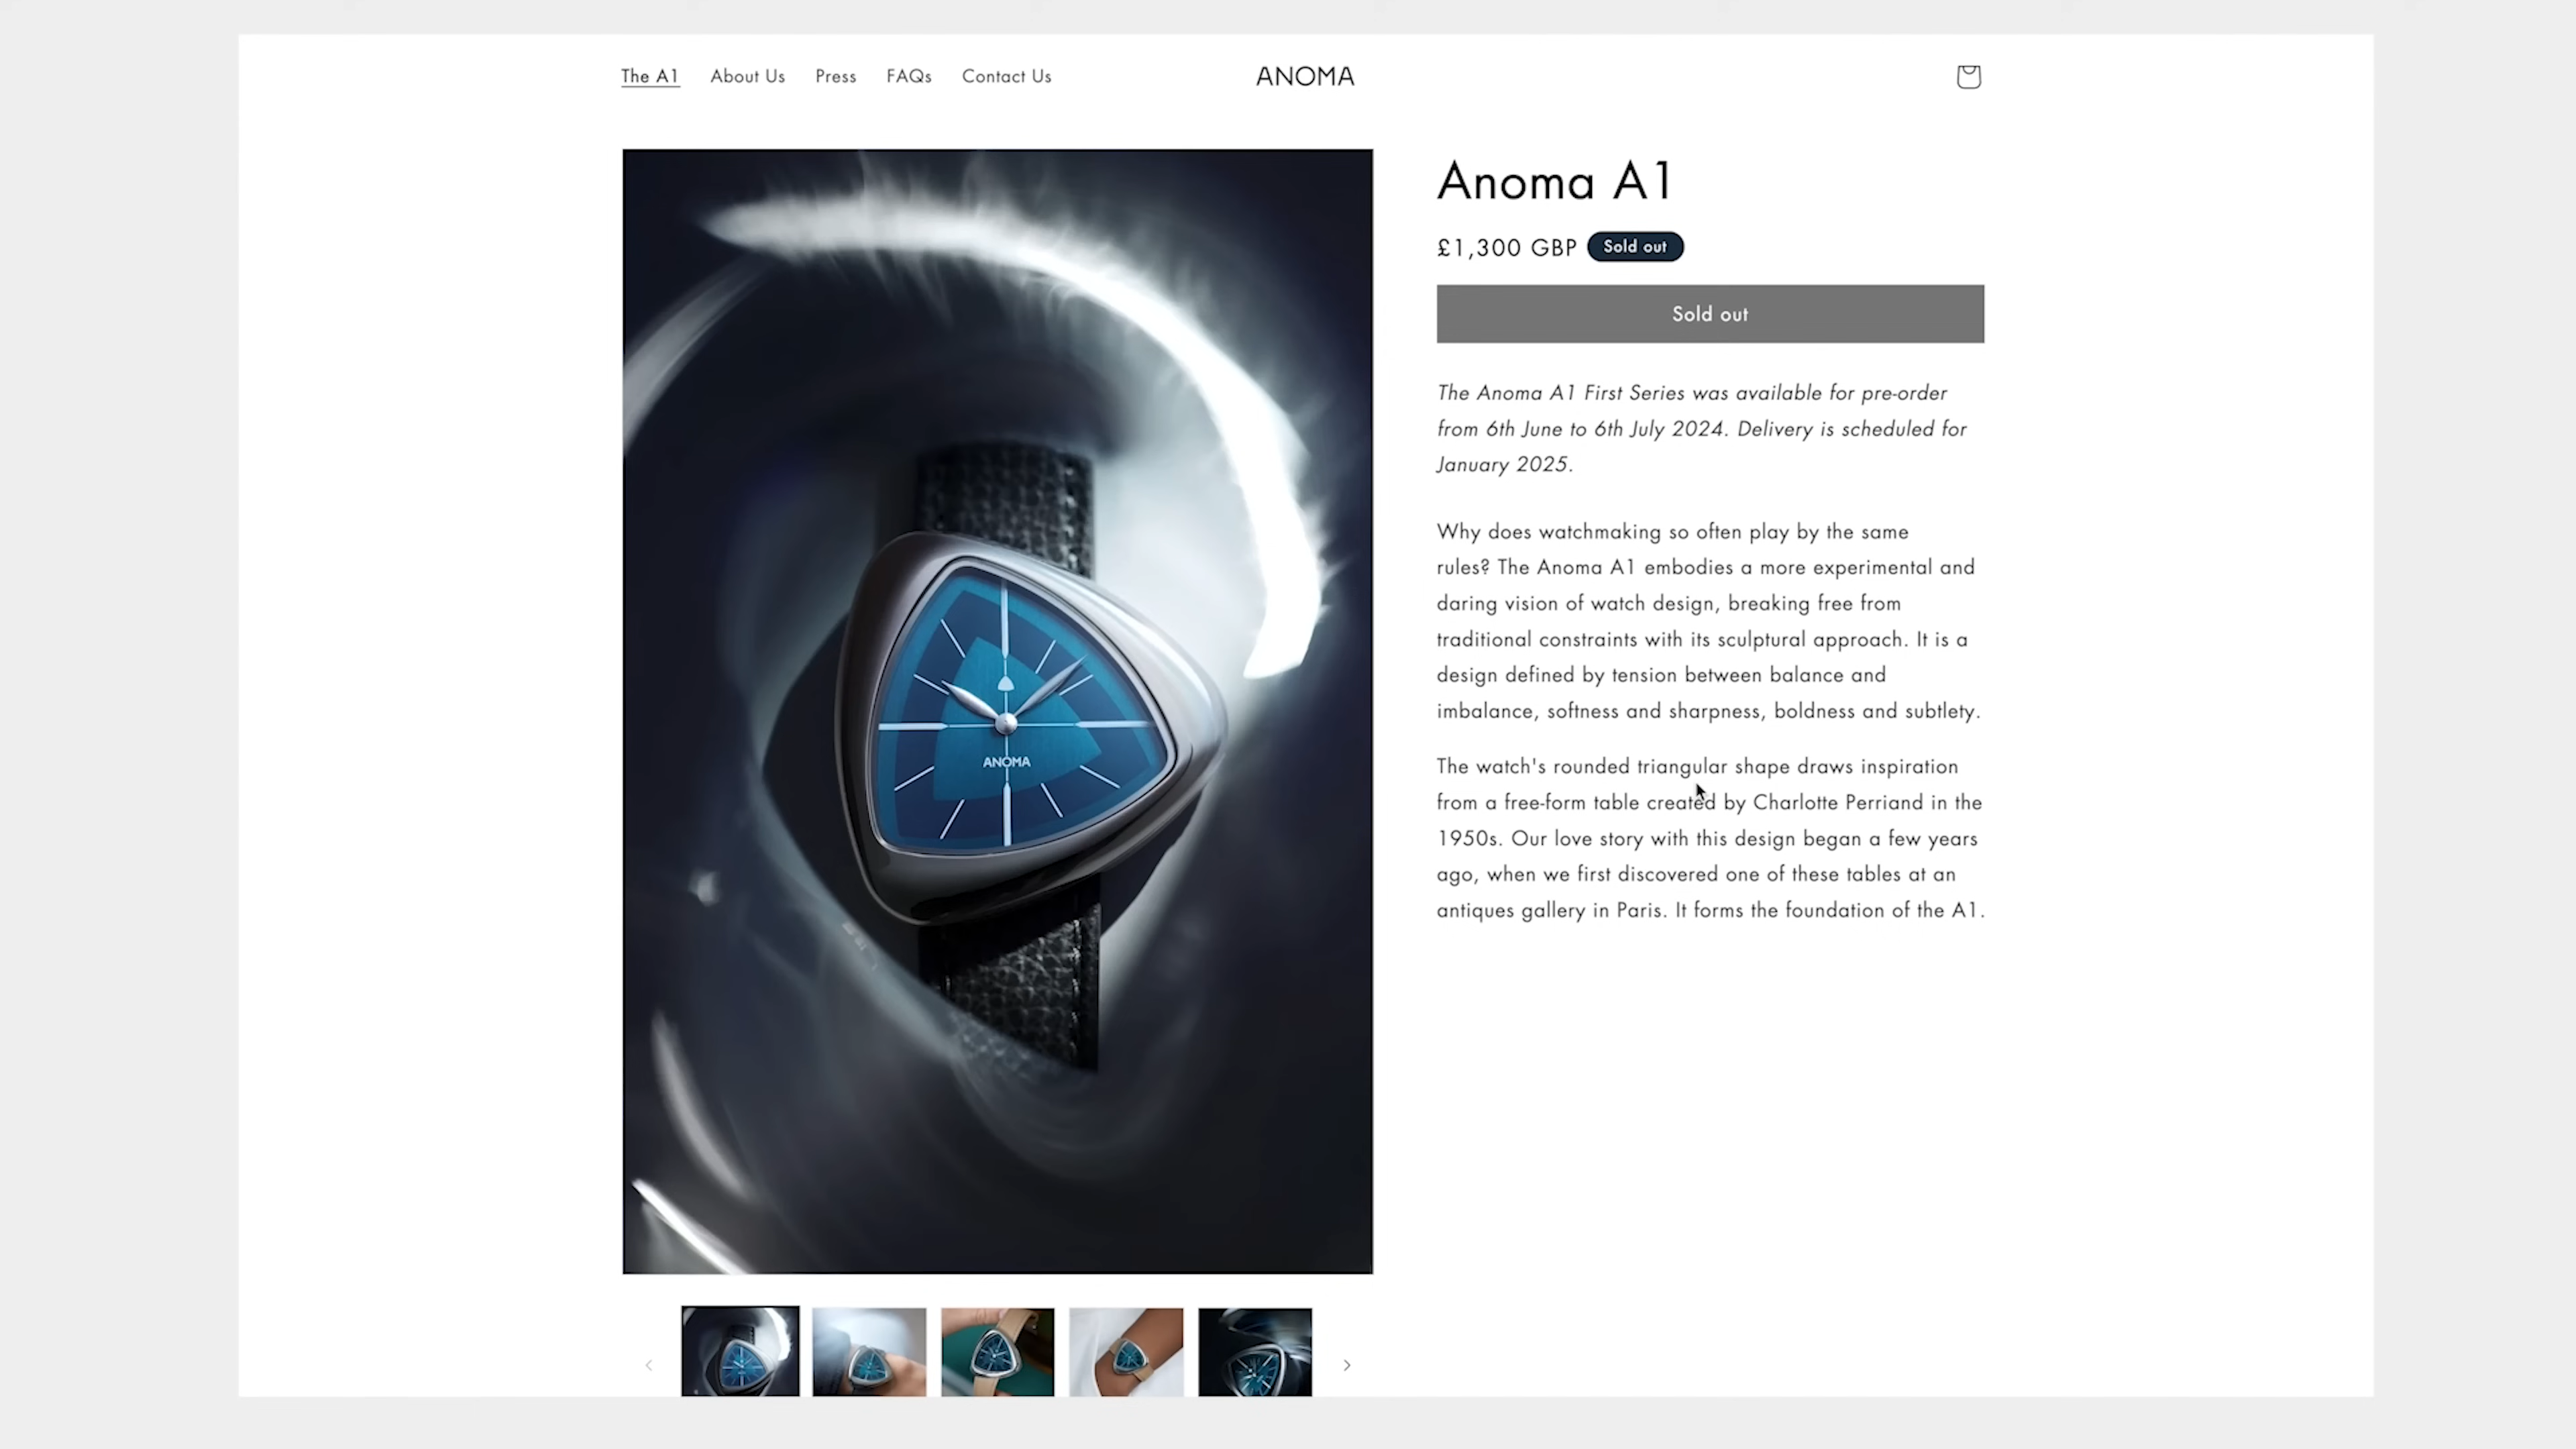 The A1
About Us
Press
FAQs
Contact Us
ANOMA
Anoma A1
£1,300 GBP
Sold out
Sold out
The Anoma A1 First Series was available for pre-order
from 6th June to 6th July 2024. Delivery is scheduled for
January 2025.
Why does watchmaking so often play by the same
rules? The Anoma A1 embodies a more experimental and
daring vision of watch design, breaking free from
traditional constraints with its sculptural approach. It is a
design defined by tension between balance and
imbalance, softness and sharpness, boldness and subtlety.
The watch's rounded triangular shape draws inspiration
from a free-form table created by Charlotte Perriand in the
1950s. Our love story with this design began a few years
ago, when we first discovered one of these tables at an
antiques gallery in Paris. It forms the foundation of the A1.
ANOMA